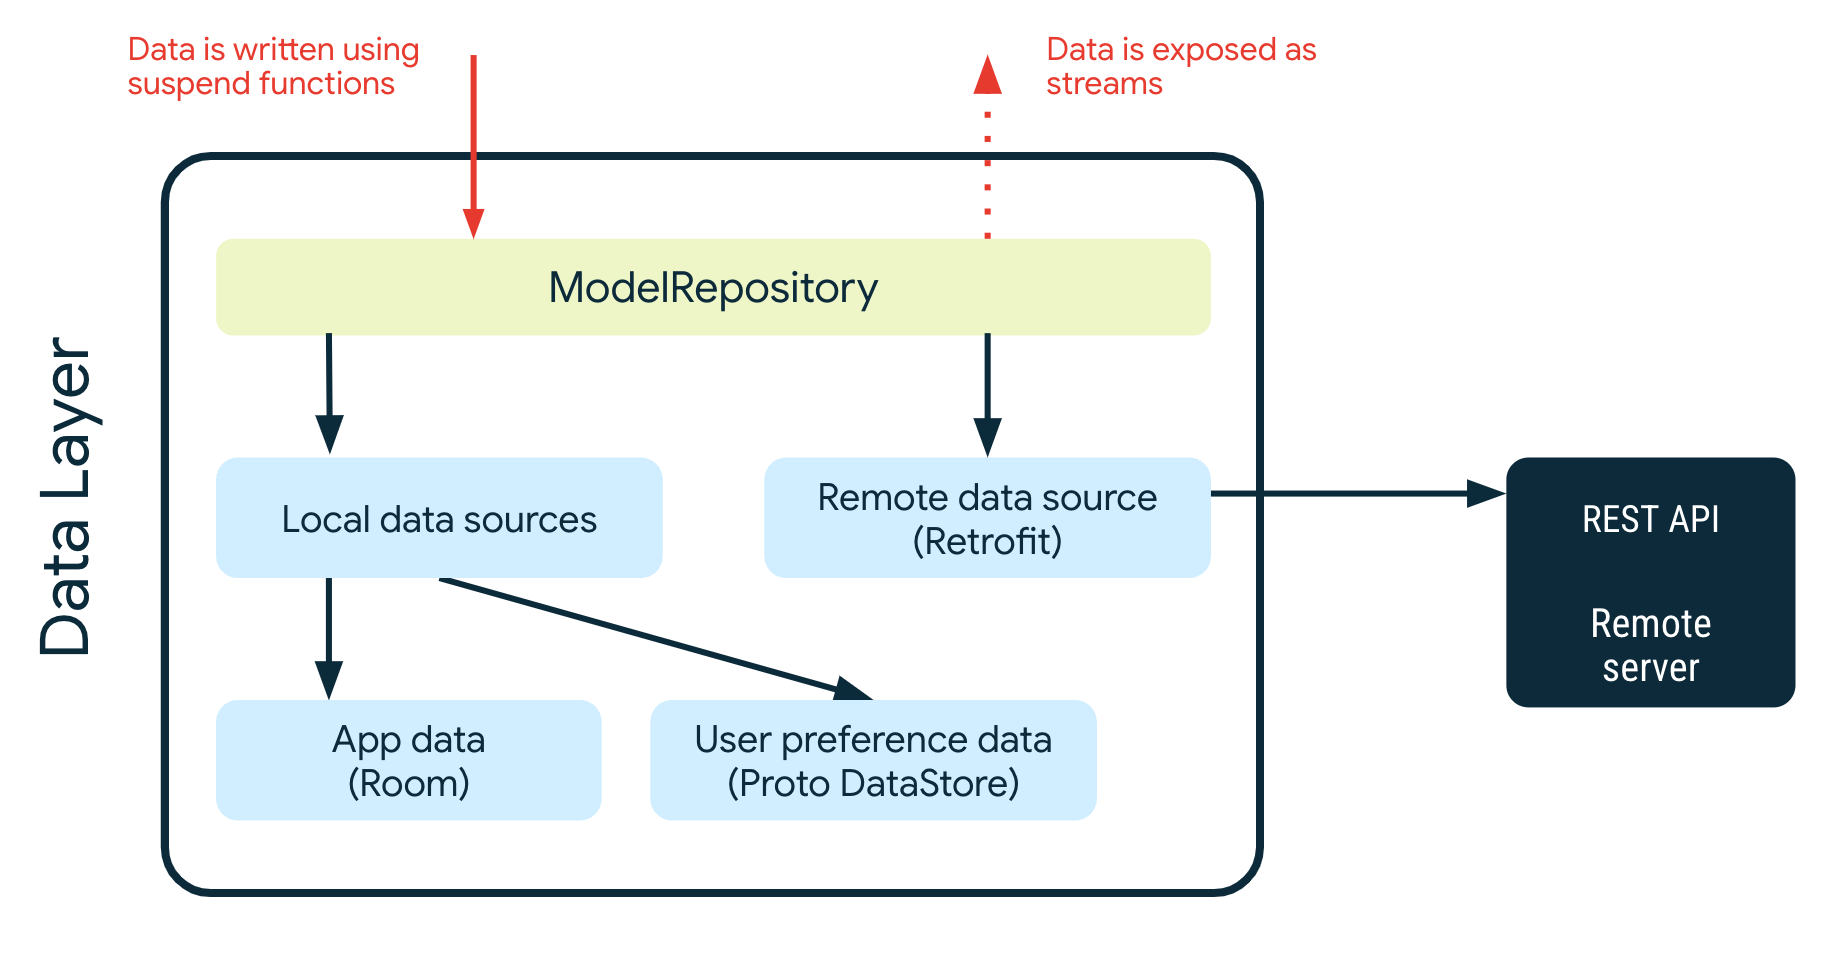 Data is written using
suspend functions
Data is exposed as
streams
Data Layer
ModelRepository
Local data sources
Remote data source
(Retrofit)
REST API
Remote
server
App data
(Room)
User preference data
(Proto DataStore)